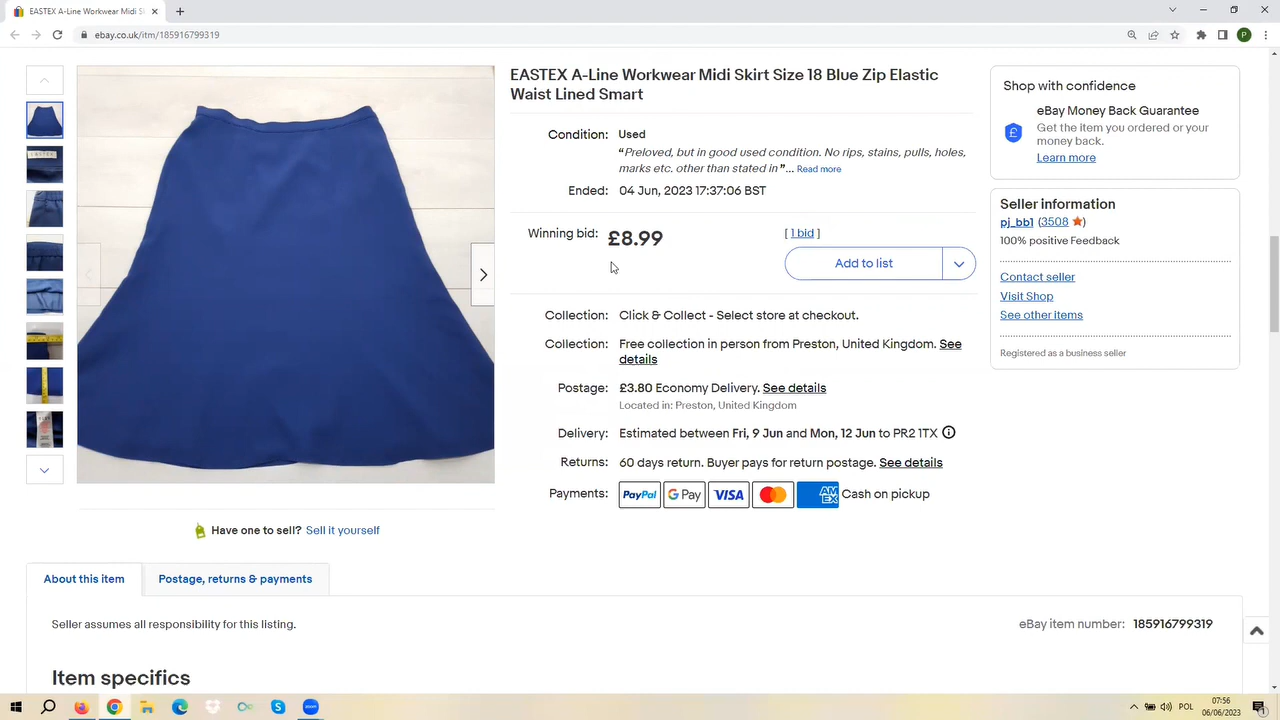 EASTEX A-Line Workwear Midi Si
ebay.co.uk/itm/185916799319
P
EASTEX A-Line Workwear Midi Skirt Size 18 Blue Zip Elastic
Waist Lined Smart
Condition: Used
“Preloved, but in good used condition. No rips, stains, pulls, holes,
marks etc. other than stated in ”... Read more
Ended: 04 Jun, 2023 17:37:06 BST
Winning bid: £8.99 [ 1 bid ]
Add to list
Collection: Click & Collect - Select store at checkout.
Collection: Free collection in person from Preston, United Kingdom. See
details
Postage: £3.80 Economy Delivery. See details
Located in: Preston, United Kingdom
Delivery: Estimated between Fri, 9 Jun and Mon, 12 Jun to PR2 1TX
Returns: 60 days return. Buyer pays for return postage. See details
Payments: PayPal G Pay VISA AM EX Cash on pickup
Shop with confidence
eBay Money Back Guarantee
£
Get the item you ordered or your
money back.
Learn more
Seller information
pj_bb1 (3508)
100% positive Feedback
Contact seller
Visit Shop
See other items
Registered as a business seller
Have one to sell? Sell it yourself
About this item
Postage, returns & payments
Seller assumes all responsibility for this listing.
eBay item number: 185916799319
Item specifics
zoom
POL
07:56
06/06/2023